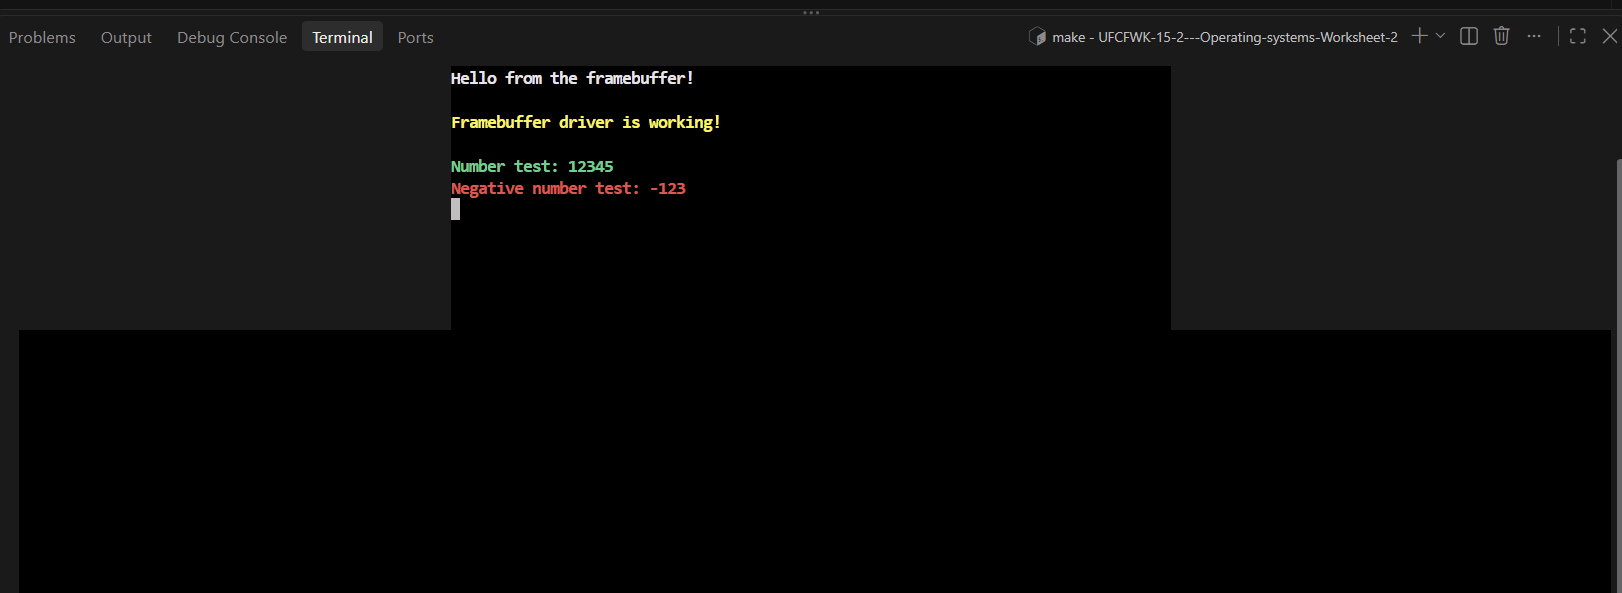 Problems Output Debug Console Terminal Ports make - UFCFWK-15-2---Operating-systems-Worksheet-2
Hello from the framebuffer!
Framebuffer driver is working!
Number test: 12345
Negative number test: -123